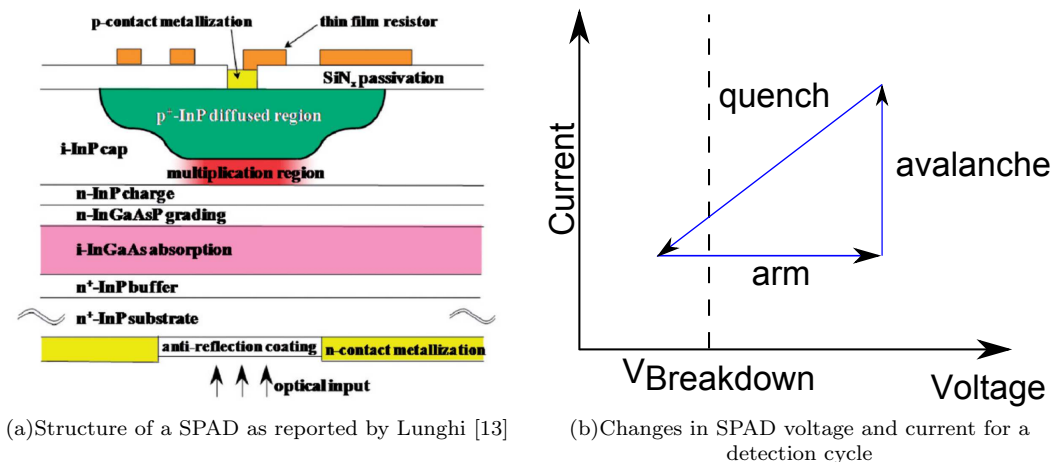 p-contact metallization
thin film resistor
SiNₓ passivation
p⁺-InP diffused region
i-InP cap
multiplication region
n-InP charge
n-InGaAsP grading
i-InGaAs absorption
n⁺-InP buffer
n⁺-InP substrate
anti-reflection coating
n-contact metallization
optical input
(a)Structure of a SPAD as reported by Lunghi [13]
Current
quench
avalanche
arm
VBreakdown
Voltage
(b)Changes in SPAD voltage and current for a
detection cycle